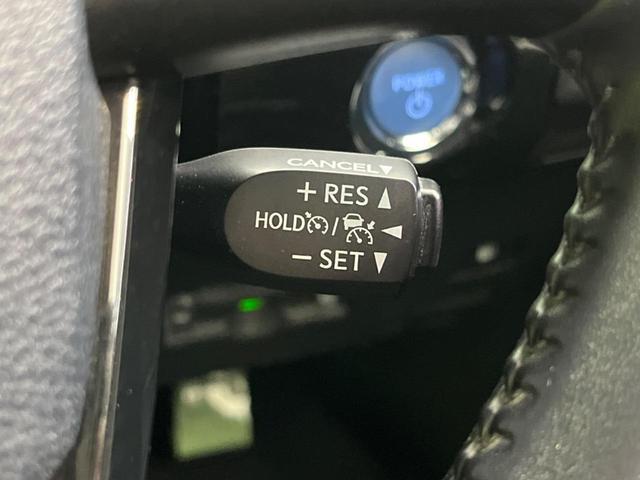 POWER
CANCEL▼
+ RES ▲
HOLD / ◀
− SET ▼